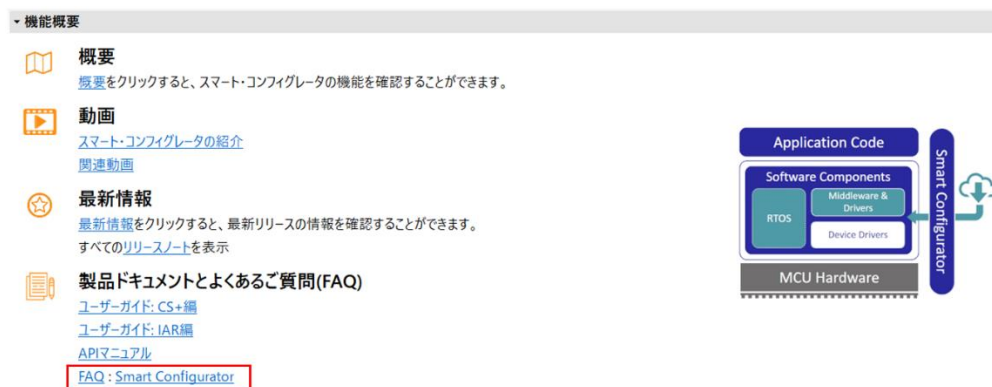 機能概要
概要
概要をクリックすると、スマート・コンフィグレータの機能を確認することができます。
動画
スマート・コンフィグレータの紹介
関連動画
最新情報
最新情報をクリックすると、最新リリースの情報を確認することができます。
すべてのリリースノートを表示
製品ドキュメントとよくあるご質問(FAQ)
ユーザーガイド: CS+編
ユーザーガイド: IAR編
APIマニュアル
FAQ : Smart Configurator
Application Code
Software Components
RTOS
Middleware &
Drivers
Device Drivers
MCU Hardware
Smart Configurator